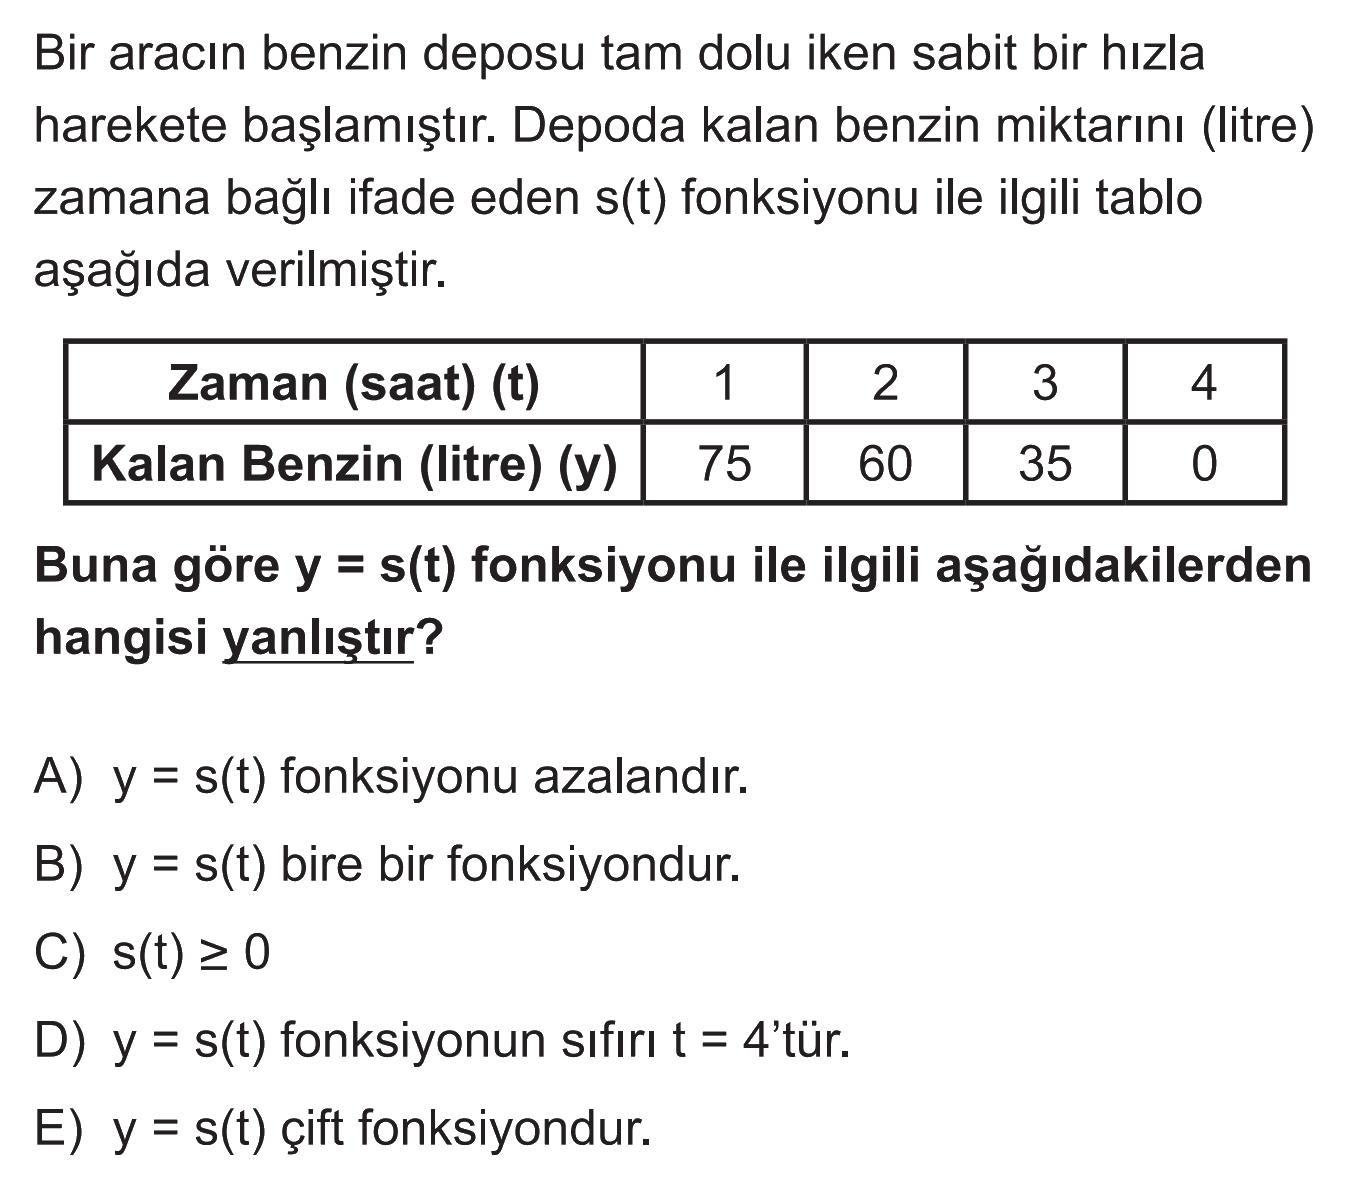 Bir aracın benzin deposu tam dolu iken sabit bir hızla
harekete başlamıştır. Depoda kalan benzin miktarını (litre)
zamana bağlı ifade eden s(t) fonksiyonu ile ilgili tablo
aşağıda verilmiştir.
Zaman (saat) (t) 1 2 3 4
Kalan Benzin (litre) (y) 75 60 35 0
Buna göre y = s(t) fonksiyonu ile ilgili aşağıdakilerden
hangisi yanlıştır?
A) y = s(t) fonksiyonu azalandır.
B) y = s(t) bire bir fonksiyondur.
C) s(t) ≥ 0
D) y = s(t) fonksiyonun sıfırı t = 4’tür.
E) y = s(t) çift fonksiyondur.